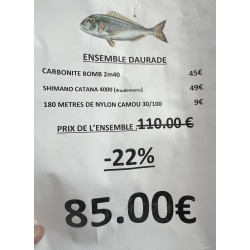 ENSEMBLE DAURADE
CARBONITE BOMB 2m40 45€
SHIMANO CATANA 4000 (4roulements) 49€
180 METRES DE NYLON CAMOU 30/100 9€
PRIX DE L'ENSEMBLE : 110.00€
-22%
85.00€